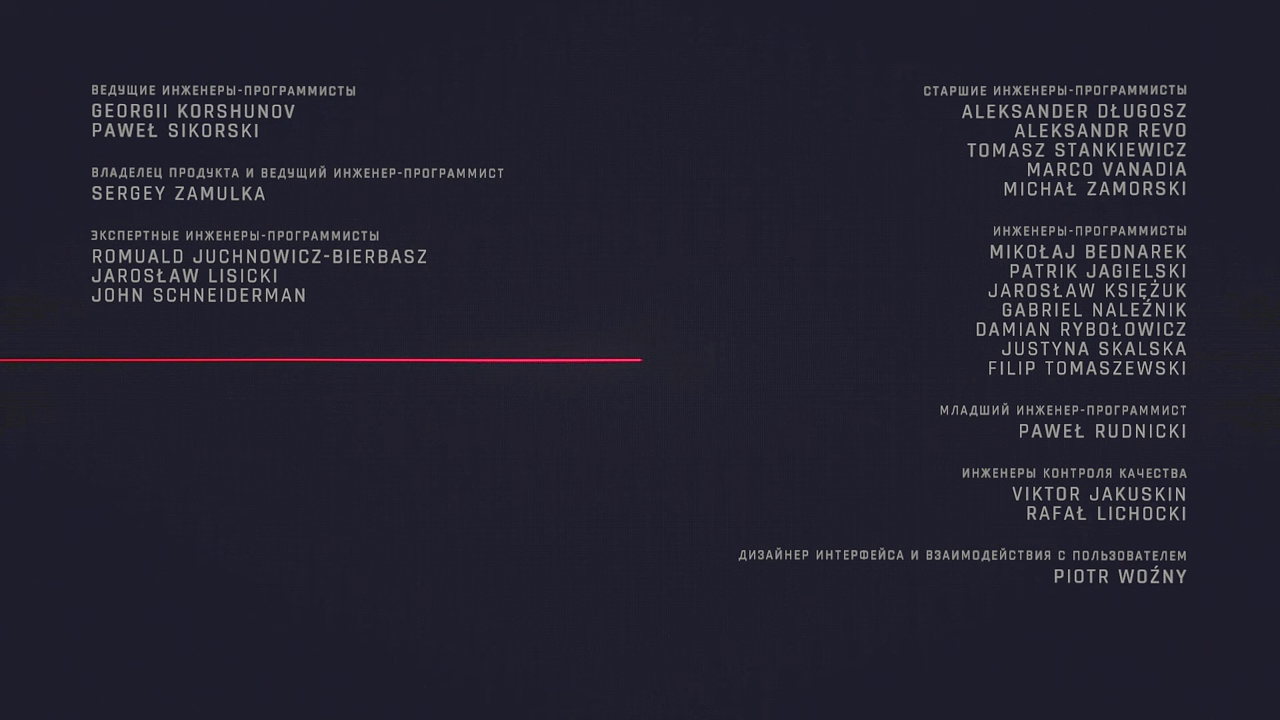 ВЕДУЩИЕ ИНЖЕНЕРЫ-ПРОГРАММИСТЫ
GEORGII KORSHUNOV
PAWEŁ SIKORSKI
ВЛАДЕЛЕЦ ПРОДУКТА И ВЕДУЩИЙ ИНЖЕНЕР-ПРОГРАММИСТ
SERGEY ZAMULKA
ЭКСПЕРТНЫЕ ИНЖЕНЕРЫ-ПРОГРАММИСТЫ
ROMUALD JUCHNOWICZ-BIERBASZ
JAROSŁAW LISICKI
JOHN SCHNEIDERMAN
СТАРШИЕ ИНЖЕНЕРЫ-ПРОГРАММИСТЫ
ALEKSANDER DŁUGOSZ
ALEKSANDR REVO
TOMASZ STANKIEWICZ
MARCO VANADIA
MICHAŁ ZAMORSKI
ИНЖЕНЕРЫ-ПРОГРАММИСТЫ
MIKOŁAJ BEDNAREK
PATRIK JAGIELSKI
JAROSŁAW KSIĘŻUK
GABRIEL NALEŹNIK
DAMIAN RYBOŁOWICZ
JUSTYNA SKALSKA
FILIP TOMASZEWSKI
МЛАДШИЙ ИНЖЕНЕР-ПРОГРАММИСТ
PAWEŁ RUDNICKI
ИНЖЕНЕРЫ КОНТРОЛЯ КАЧЕСТВА
VIKTOR JAKUSKIN
RAFAŁ LICHOCKI
ДИЗАЙНЕР ИНТЕРФЕЙСА И ВЗАИМОДЕЙСТВИЯ С ПОЛЬЗОВАТЕЛЕМ
PIOTR WOŹNY